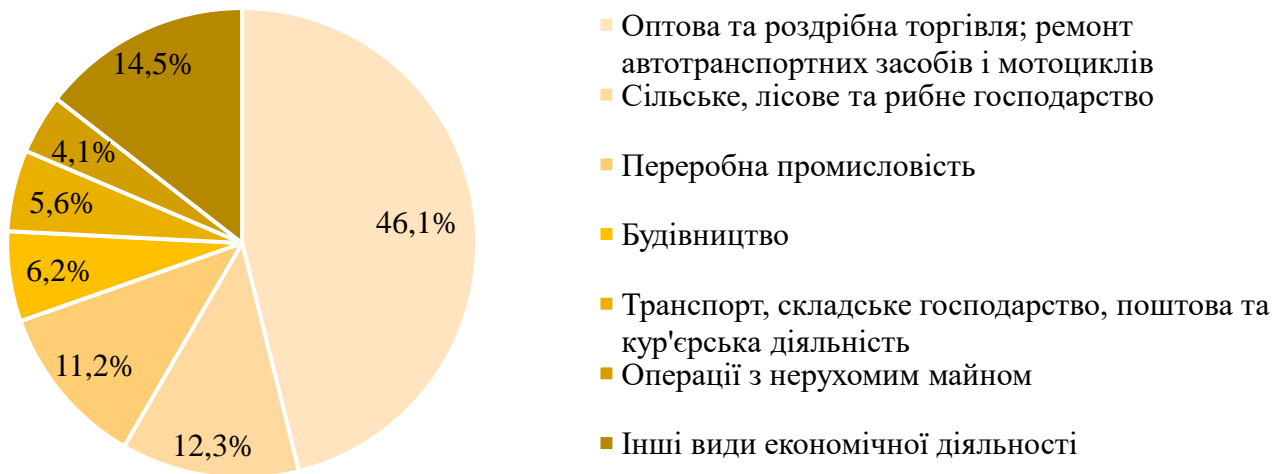 14,5%
4,1%
5,6%
6,2%
11,2%
12,3%
46,1%
Оптова та роздрібна торгівля; ремонт
автотранспортних засобів і мотоциклів
Сільське, лісове та рибне господарство
Переробна промисловість
Будівництво
Транспорт, складське господарство, поштова та
кур'єрська діяльність
Операції з нерухомим майном
Інші види економічної діяльності